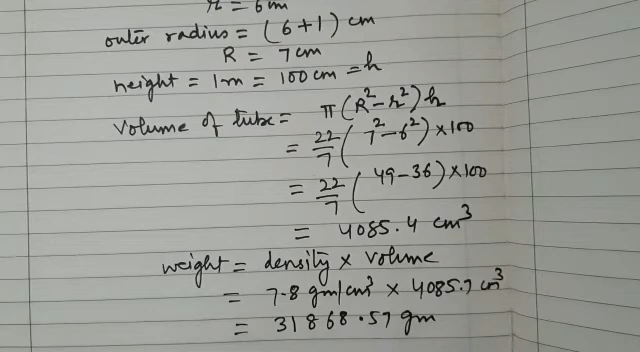 r = 6m
outer radius = (6+1) cm
R = 7cm
height = 1m = 100cm = h
Volume of tube = π(R²-r²)h
= 22/7 (7²-6²) × 100
= 22/7 (49-36) × 100
= 4085.4 cm³
weight = density × volume
= 7.8 gm/cm³ × 4085.7 cm³
= 31868.57 gm